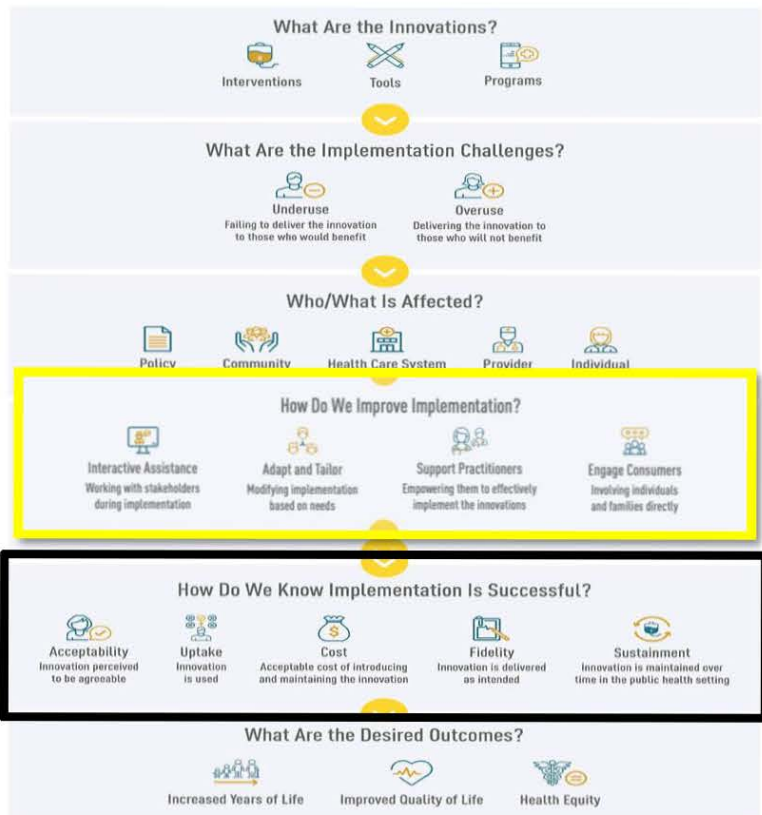 What Are the Innovations?
Interventions Tools Programs
What Are the Implementation Challenges?
Underuse Overuse
Failing to deliver the innovation Delivering the innovation to
to those who would benefit those who will not benefit
Who/What Is Affected?
Policy Community Health Care System Provider Individual
How Do We Improve Implementation?
Interactive Assistance Adapt and Tailor Support Practitioners Engage Consumers
Working with stakeholders Modifying implementation Empowering them to effectively Involving individuals
during implementation based on needs implement the innovations and families directly
How Do We Know Implementation Is Successful?
Acceptability Uptake Cost Fidelity Sustainment
Innovation perceived Innovation Acceptable cost of introducing Innovation is delivered Innovation is maintained over
to be agreeable is used and maintaining the innovation as intended time in the public health setting
What Are the Desired Outcomes?
Increased Years of Life Improved Quality of Life Health Equity